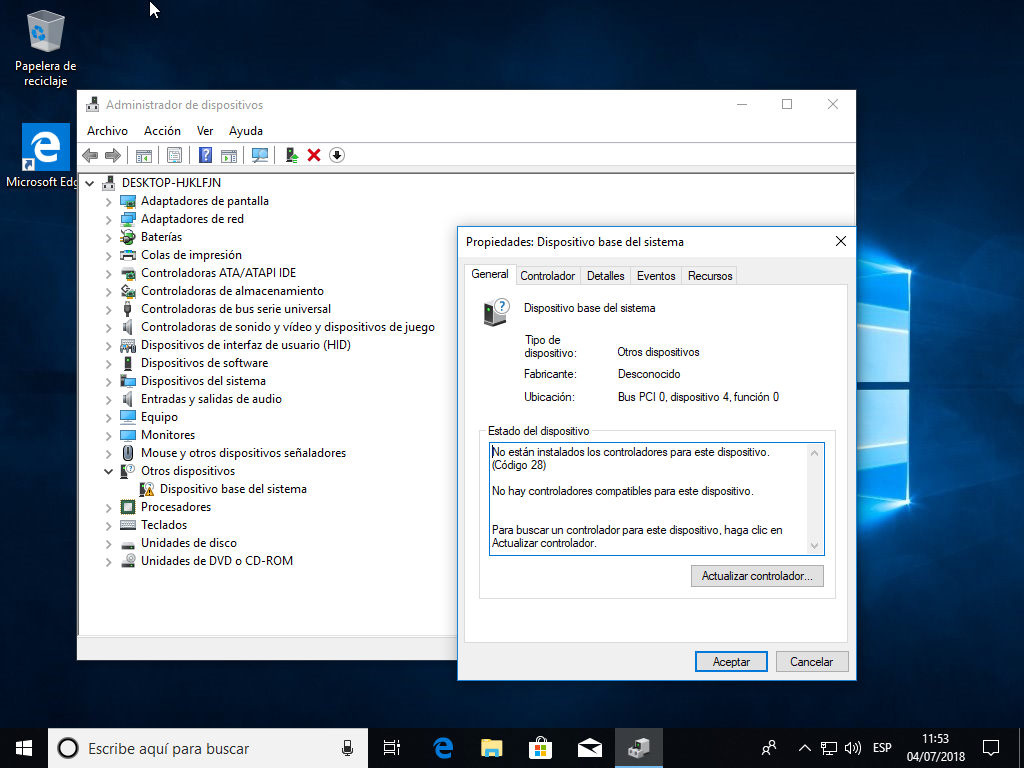 Papelera de
reciclaje
Microsoft Edg
Administrador de dispositivos
Archivo Acción Ver Ayuda
DESKTOP-HJKLFJN
Adaptadores de pantalla
Adaptadores de red
Baterías
Colas de impresión
Controladoras ATA/ATAPI IDE
Controladoras de almacenamiento
Controladoras de bus serie universal
Controladoras de sonido y vídeo y dispositivos de juego
Dispositivos de interfaz de usuario (HID)
Dispositivos de software
Dispositivos del sistema
Entradas y salidas de audio
Equipo
Monitores
Mouse y otros dispositivos señaladores
Otros dispositivos
Dispositivo base del sistema
Procesadores
Teclados
Unidades de disco
Unidades de DVD o CD-ROM
Propiedades: Dispositivo base del sistema
General Controlador Detalles Eventos Recursos
Dispositivo base del sistema
Tipo de
dispositivo: Otros dispositivos
Fabricante: Desconocido
Ubicación: Bus PCI 0, dispositivo 4, función 0
Estado del dispositivo
No están instalados los controladores para este dispositivo.
(Código 28)
No hay controladores compatibles para este dispositivo.
Para buscar un controlador para este dispositivo, haga clic en
Actualizar controlador.
Actualizar controlador...
Aceptar Cancelar
Escribe aquí para buscar
ESP
11:53
04/07/2018